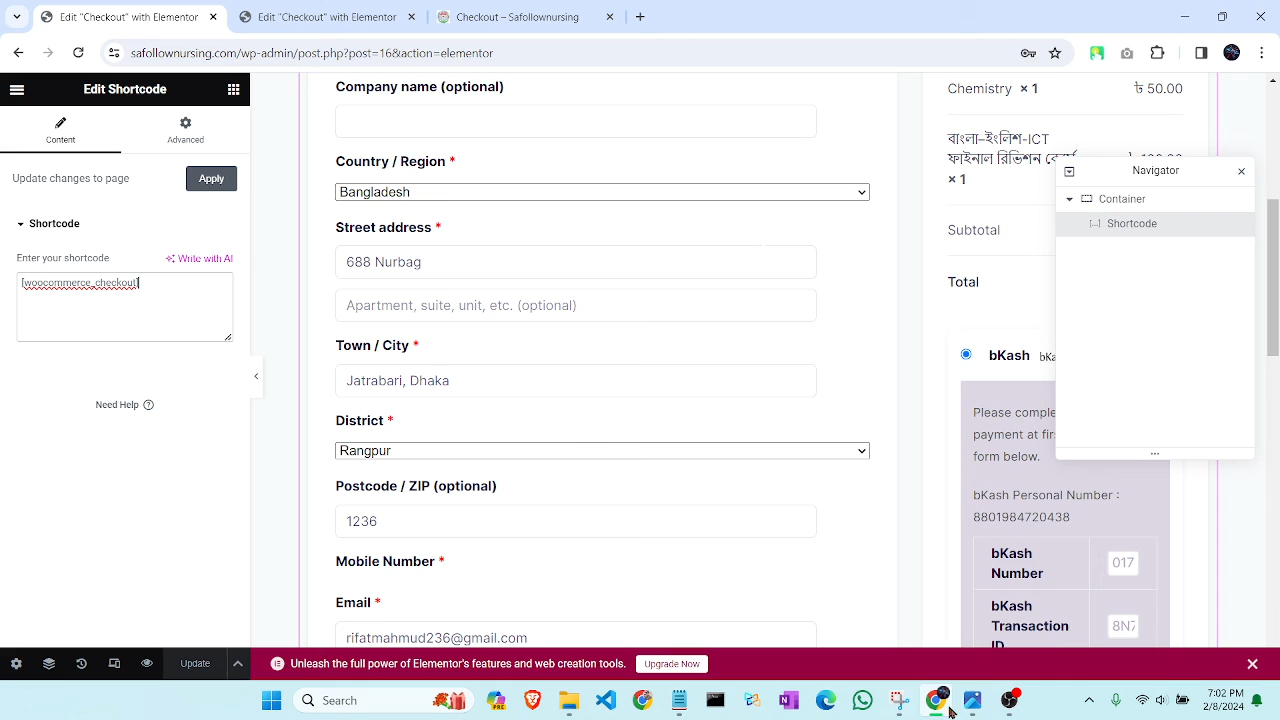 Edit "Checkout" with Elementor
Edit "Checkout" with Elementor
Checkout – Safollownursing
safollownursing.com/wp-admin/post.php?post=16&action=elementor
Edit Shortcode
Content
Advanced
Update changes to page
Apply
Shortcode
Enter your shortcode
Write with AI
[woocommerce_checkout]
Need Help
Company name (optional)
Country / Region *
Bangladesh
Street address *
688 Nurbag
Apartment, suite, unit, etc. (optional)
Town / City *
Jatrabari, Dhaka
District *
Rangpur
Postcode / ZIP (optional)
1236
Mobile Number *
Email *
rifatmahmud236@gmail.com
Chemistry × 1
৳ 50.00
বাংলা-ইংলিশ-ICT
ফাইনাল রিভিশন
× 1
Subtotal
Total
bKash
Please
payment at
form below.
bKash Personal Number :
8801984720438
bKash
Number
017
bKash
Transaction
ID
8N7
Navigator
Container
Shortcode
Update
Unleash the full power of Elementor's features and web creation tools.
Upgrade Now
Search
PRE
7:02 PM
2/8/2024